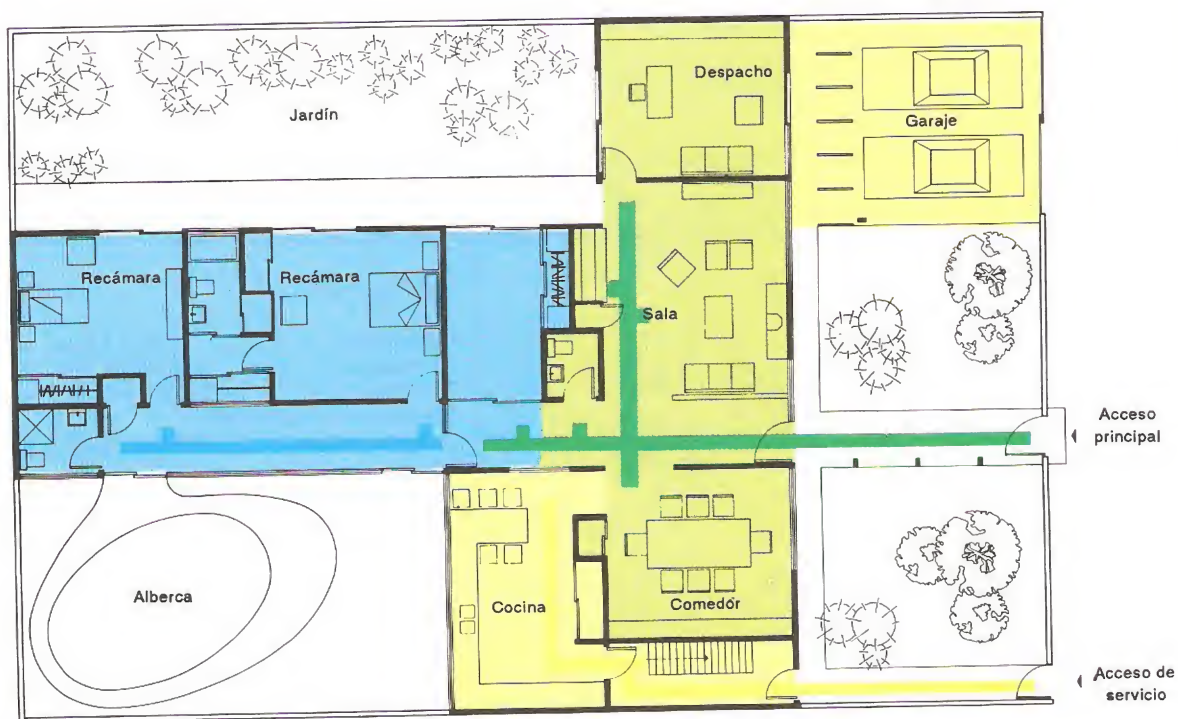 Despacho
Jardín
Garaje
Recámara
Recámara
Sala
Acceso
principal
Alberca
Cocina
Comedor
Acceso de
servicio